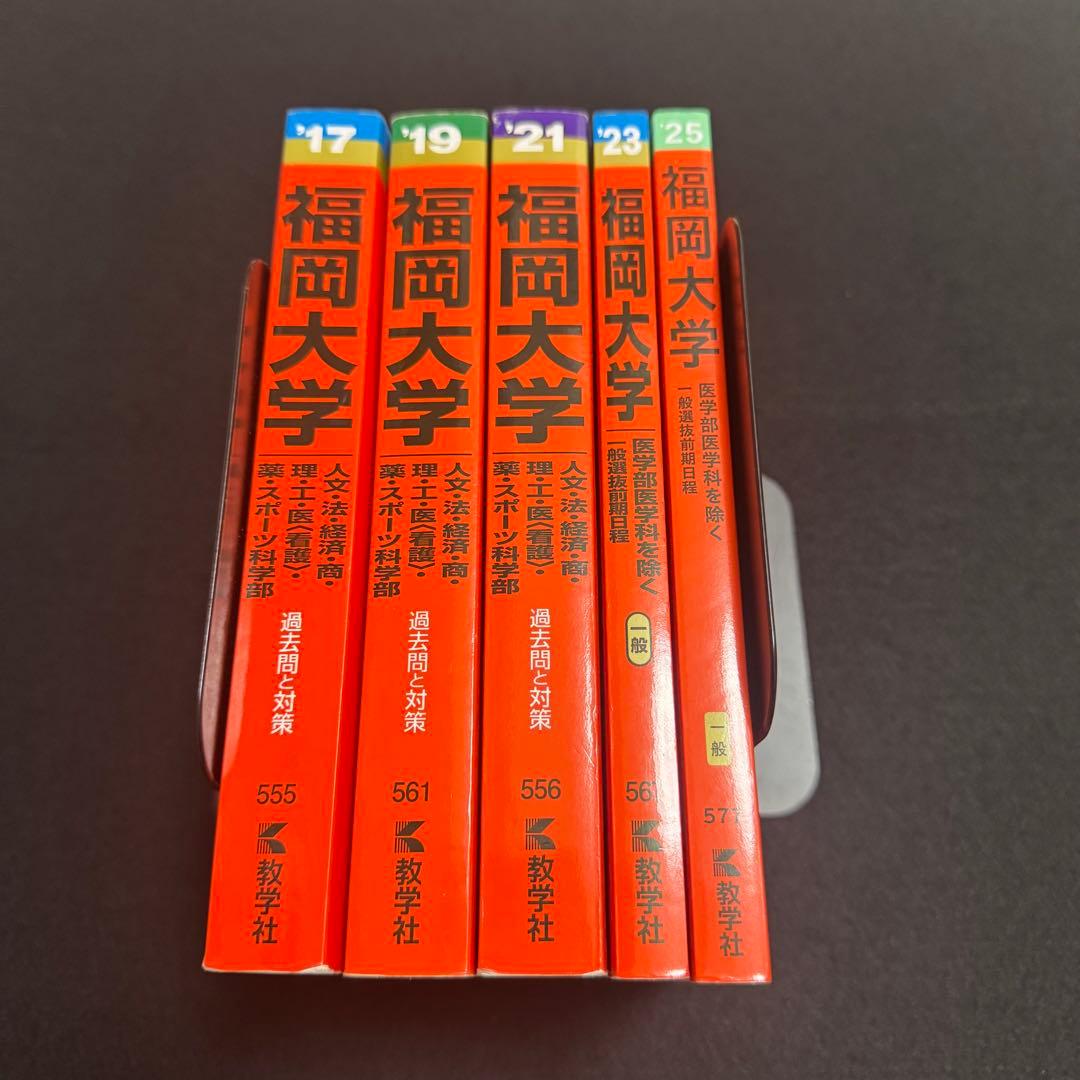 '17
福岡大学
人文・法・経済・商・
理・工・医〈看護〉・
薬・スポーツ科学部
過去問と対策
555
教学社
'19
福岡大学
人文・法・経済・商・
理・工・医〈看護〉・
薬・スポーツ科学部
過去問と対策
561
教学社
'21
福岡大学
人文・法・経済・商・
理・工・医〈看護〉・
薬・スポーツ科学部
過去問と対策
556
教学社
'23
福岡大学
医学部医学科を除く
一般選抜前期日程
一般
教学社
'25
福岡大学
医学部医学科を除く
一般選抜前期日程
一般
577
教学社